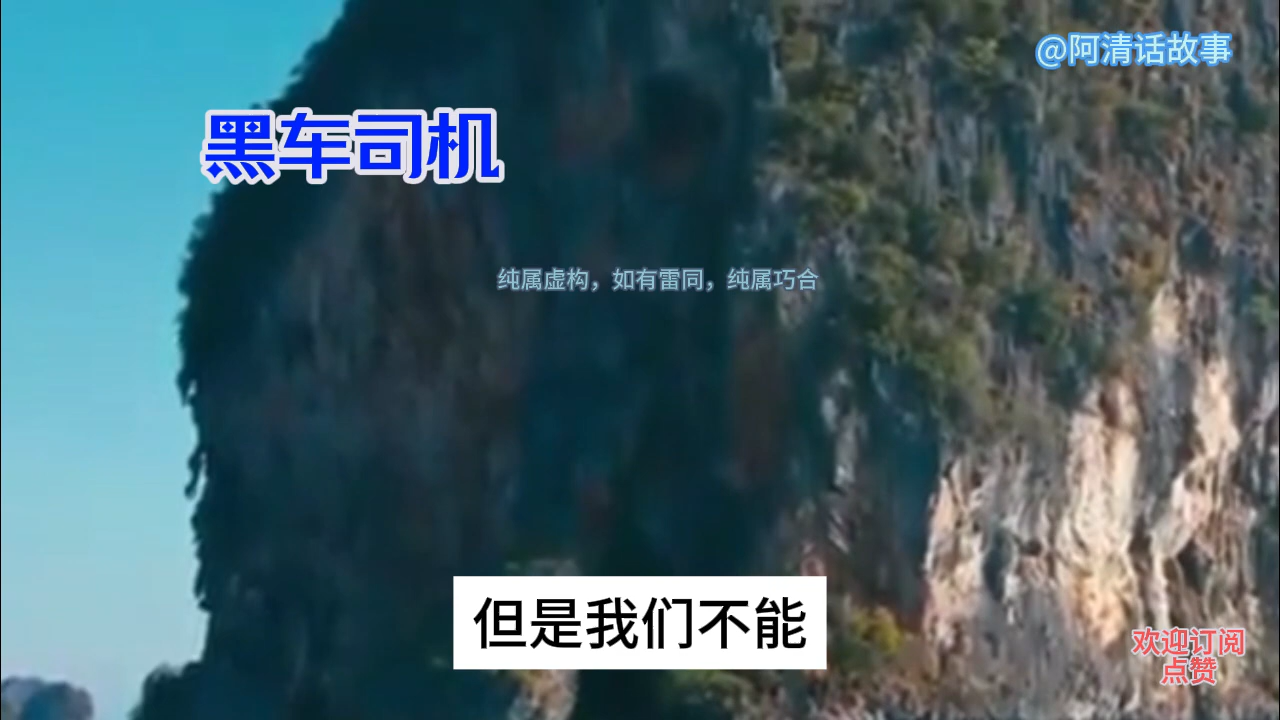 @阿清话故事
黑车司机
纯属虚构，如有雷同，纯属巧合
但是我们不能
欢迎订阅
点赞